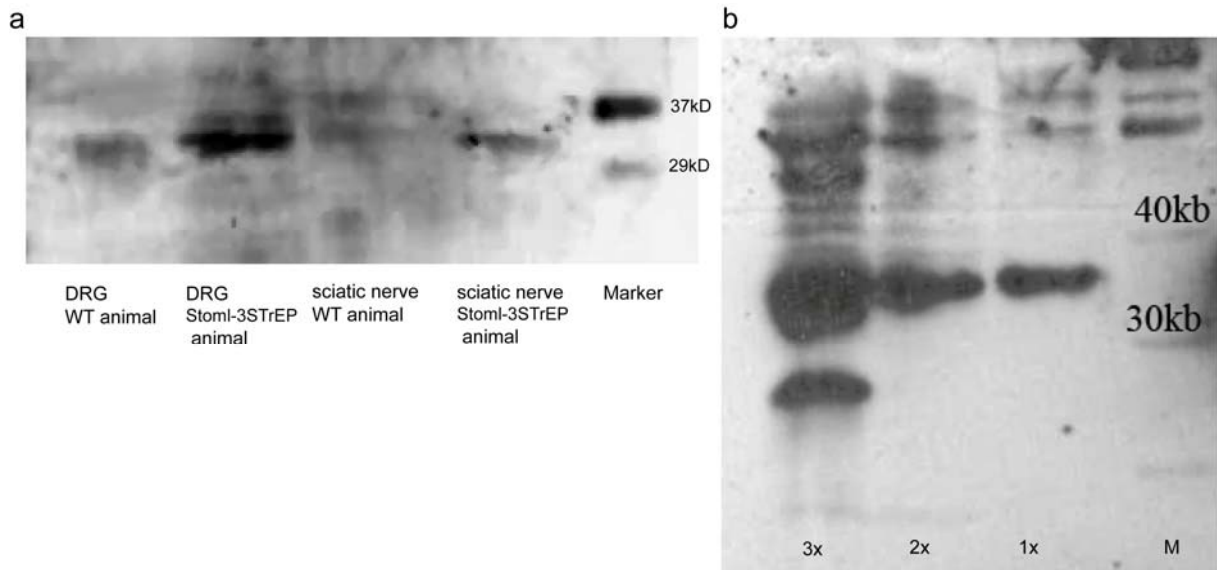 a
37kD
29kD
DRG
WT animal
DRG
Stoml-3STrEP
animal
sciatic nerve
WT animal
sciatic nerve
Stoml-3STrEP
animal
Marker
b
40kb
30kb
3x
2x
1x
M